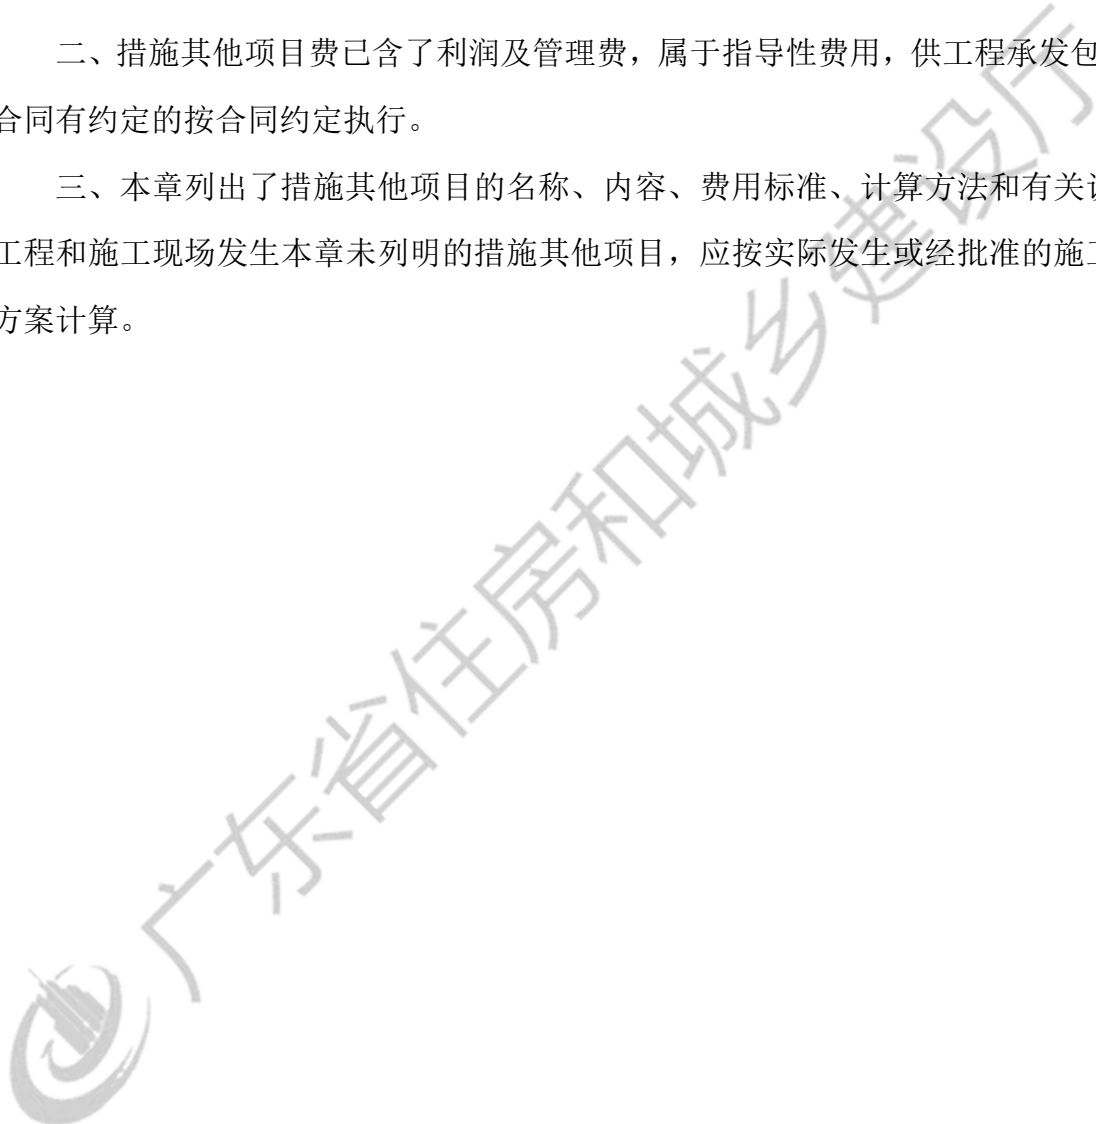 二、措施其他项目费已含了利润及管理费，属于指导性费用，供工程承发包
合同有约定的按合同约定执行。
三、本章列出了措施其他项目的名称、内容、费用标准、计算方法和有关
工程和施工现场发生本章未列明的措施其他项目，应按实际发生或经批准的施工
方案计算。
广东省住房和城乡建设厅